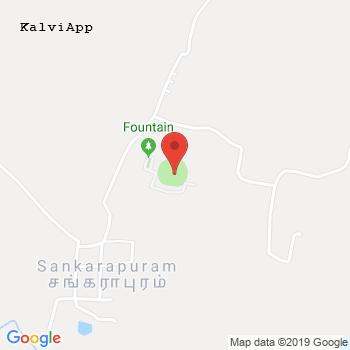 KalviApp
Fountain
Sankarapuram
சங்கராபுரம்
Google
Map data ©2019 Google